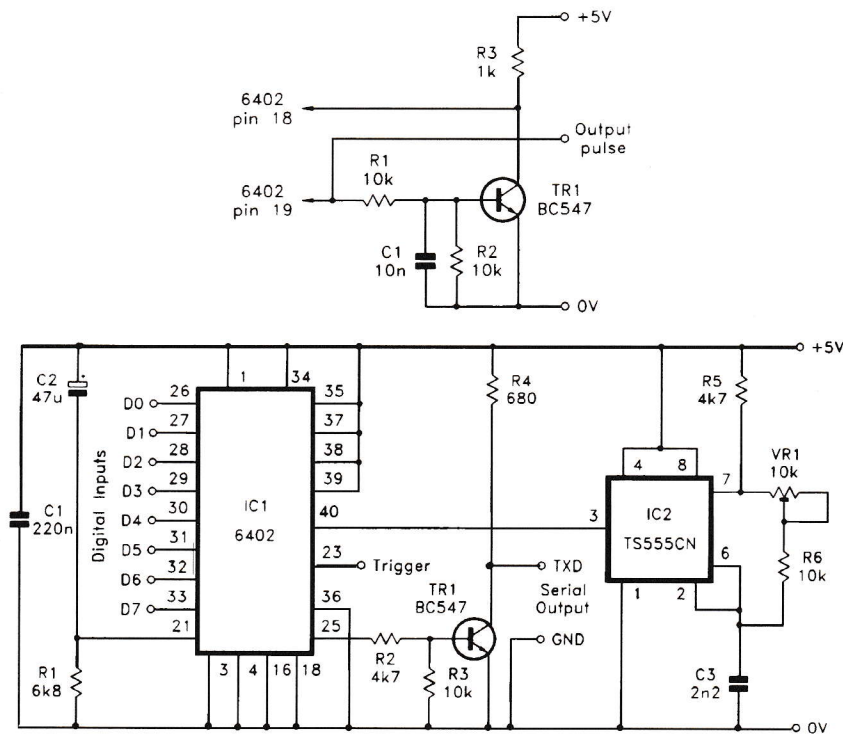 +5V
R3
1k
6402
pin 18
Output
pulse
R1
10k
6402
pin 19
TR1
BC547
C1
10n
R2
10k
0V
+5V
C2
47u
+
1
34
R4
680
R5
4k7
D0
26
35
D1
27
37
D2
28
38
D3
29
39
D4
30
40
D5
31
23
D6
32
36
D7
33
25
21
Digital Inputs
IC1
6402
C1
220n
Trigger
TR1
BC547
TXD
Serial
Output
GND
4
8
7
3
IC2
TS555CN
6
1
2
VR1
10k
R6
10k
R1
6k8
3
4
16
18
R2
4k7
R3
10k
C3
2n2
0V